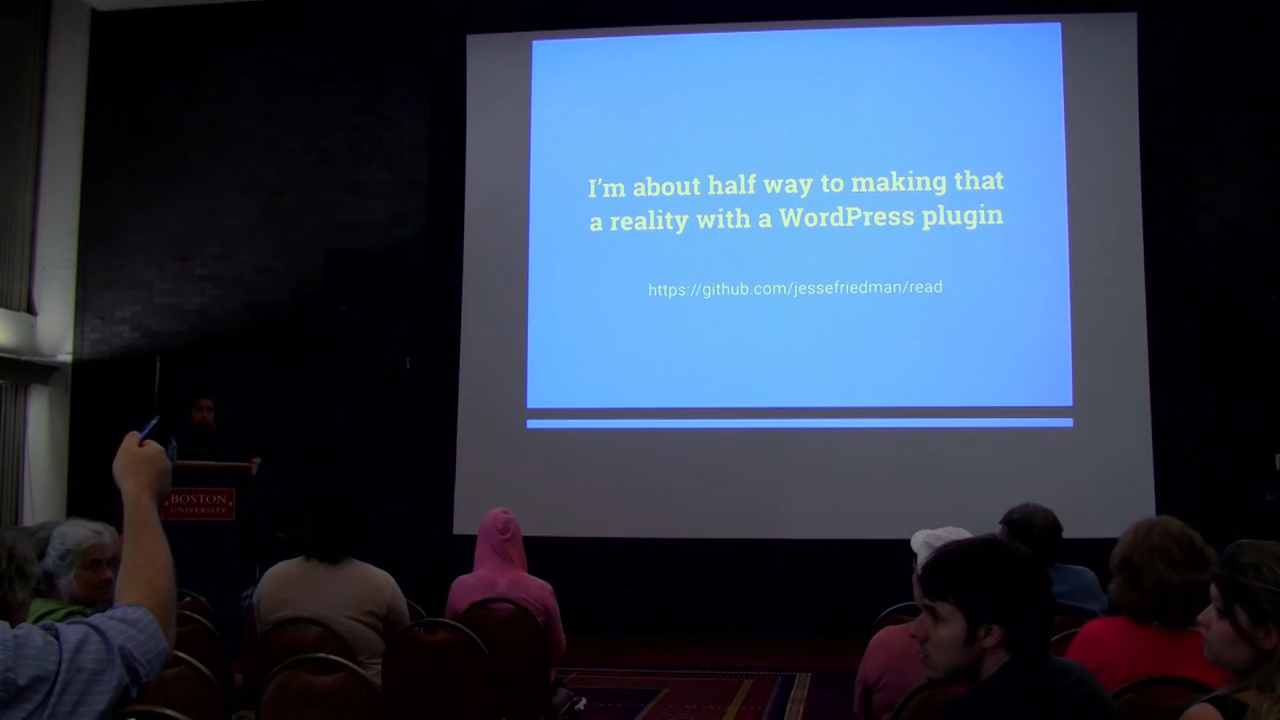 I'm about half way to making that
a reality with a WordPress plugin
https://github.com/jessefriedman/read
BOSTON
UNIVERSITY